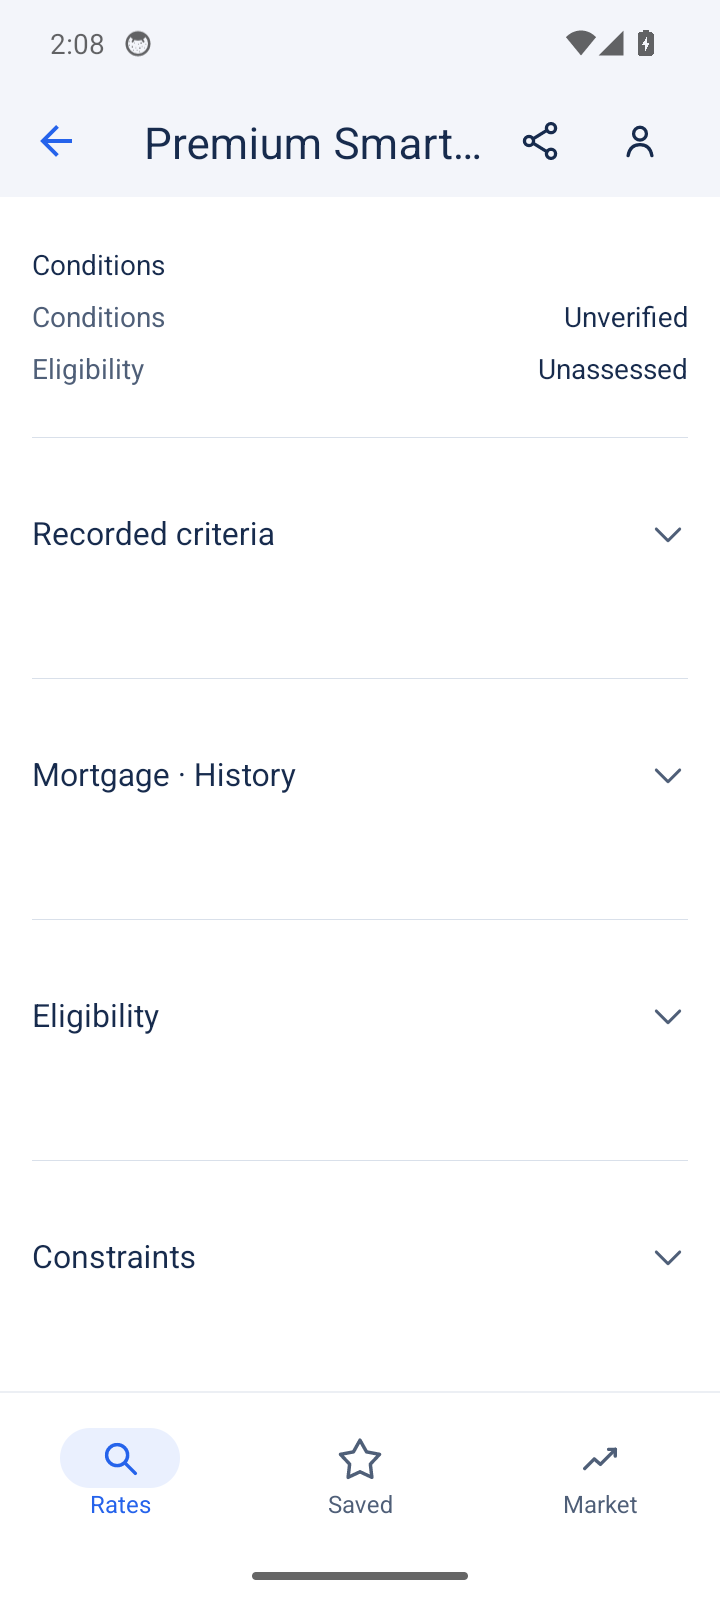 2:08
Premium Smart...
Conditions
Conditions Unverified
Eligibility Unassessed
Recorded criteria
Mortgage · History
Eligibility
Constraints
Rates Saved Market